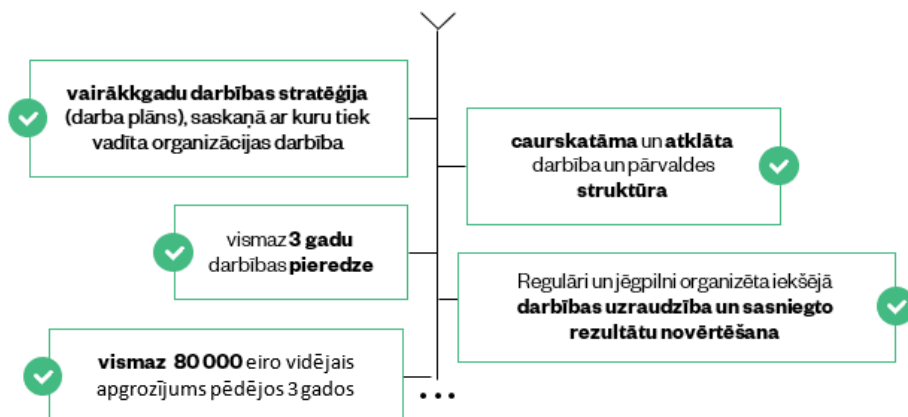 vairākkgadu darbības stratēģija
(darba plāns), saskaņā ar kuru tiek
vadīta organizācijas darbība
caurskatāma un atklāta
darbība un pārvaldes
struktūra
vismaz 3 gadu
darbības pieredze
Regulāri un jēgpilni organizēta iekšējā
darbības uzraudzība un sasniegto
rezultātu novērtēšana
vismaz 80 000 eiro vidējais
apgrozījums pēdējos 3 gados
...